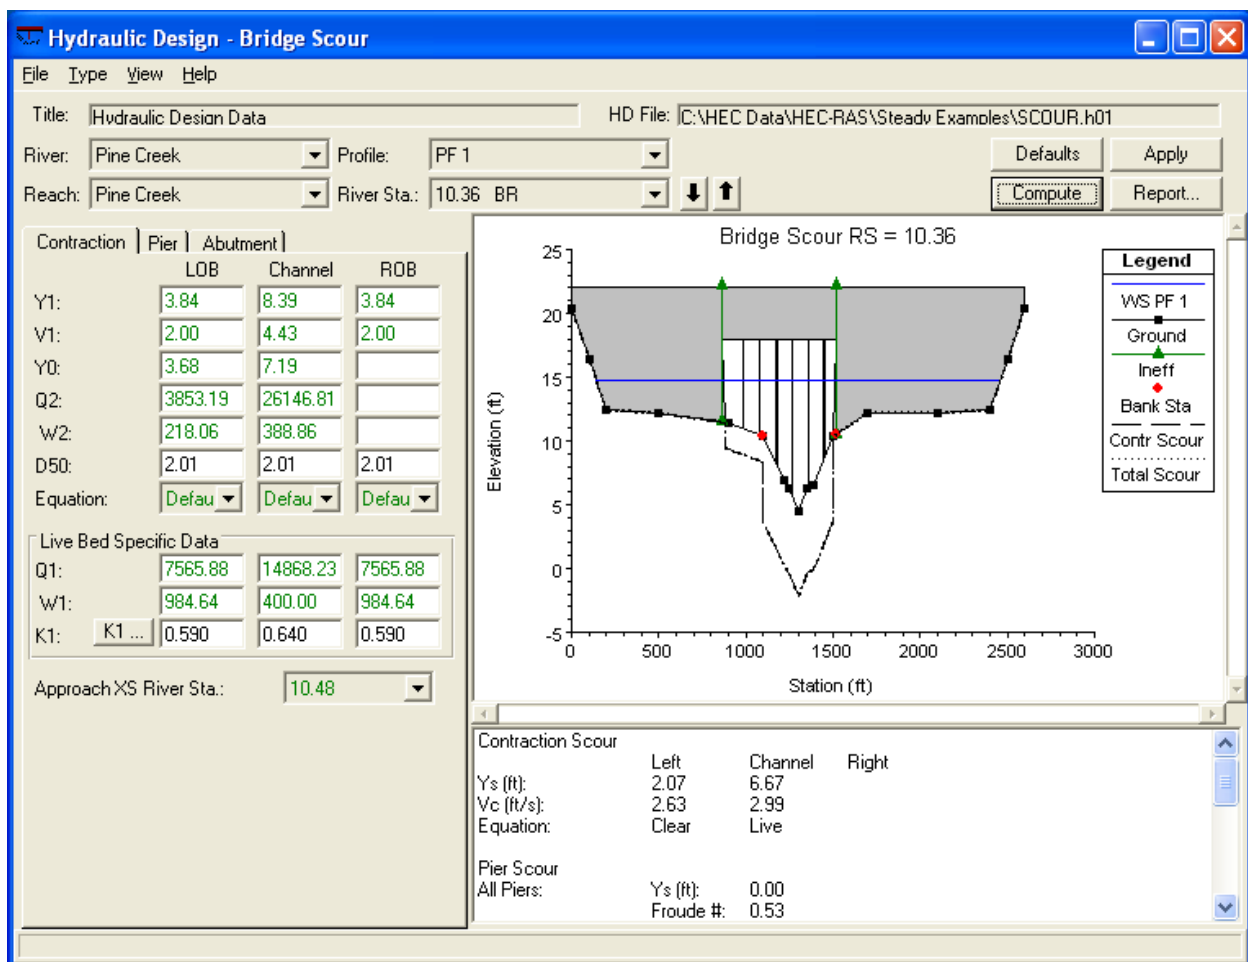 Hydraulic Design - Bridge Scour
File Type View Help
Title: Hydraulic Design Data HD File: C:\HEC Data\HEC-RAS\Steady Examples\SCOUR.h01
River: Pine Creek Profile: PF 1 Defaults Apply
Reach: Pine Creek River Sta.: 10.36 BR Compute Report...
Contraction Pier Abutment
LOB Channel ROB
Y1: 3.84 8.39 3.84
V1: 2.00 4.43 2.00
Y0: 3.68 7.19
Q2: 3853.19 26146.81
W2: 218.06 388.86
D50: 2.01 2.01 2.01
Equation: Defau Defau Defau
Live Bed Specific Data
Q1: 7565.88 14868.23 7565.88
W1: 984.64 400.00 984.64
K1: K1 ... 0.590 0.640 0.590
Approach XS River Sta.: 10.48
Bridge Scour RS = 10.36
25
20
15
10
5
0
-5
Elevation (ft)
0 500 1000 1500 2000 2500 3000
Station (ft)
Legend
WS PF 1
Ground
Ineff
Bank Sta
Contr Scour
Total Scour
Contraction Scour
Left Channel Right
Ys (ft): 2.07 6.67
Vc (ft/s): 2.63 2.99
Equation: Clear Live
Pier Scour
All Piers: Ys (ft): 0.00
Froude #: 0.53